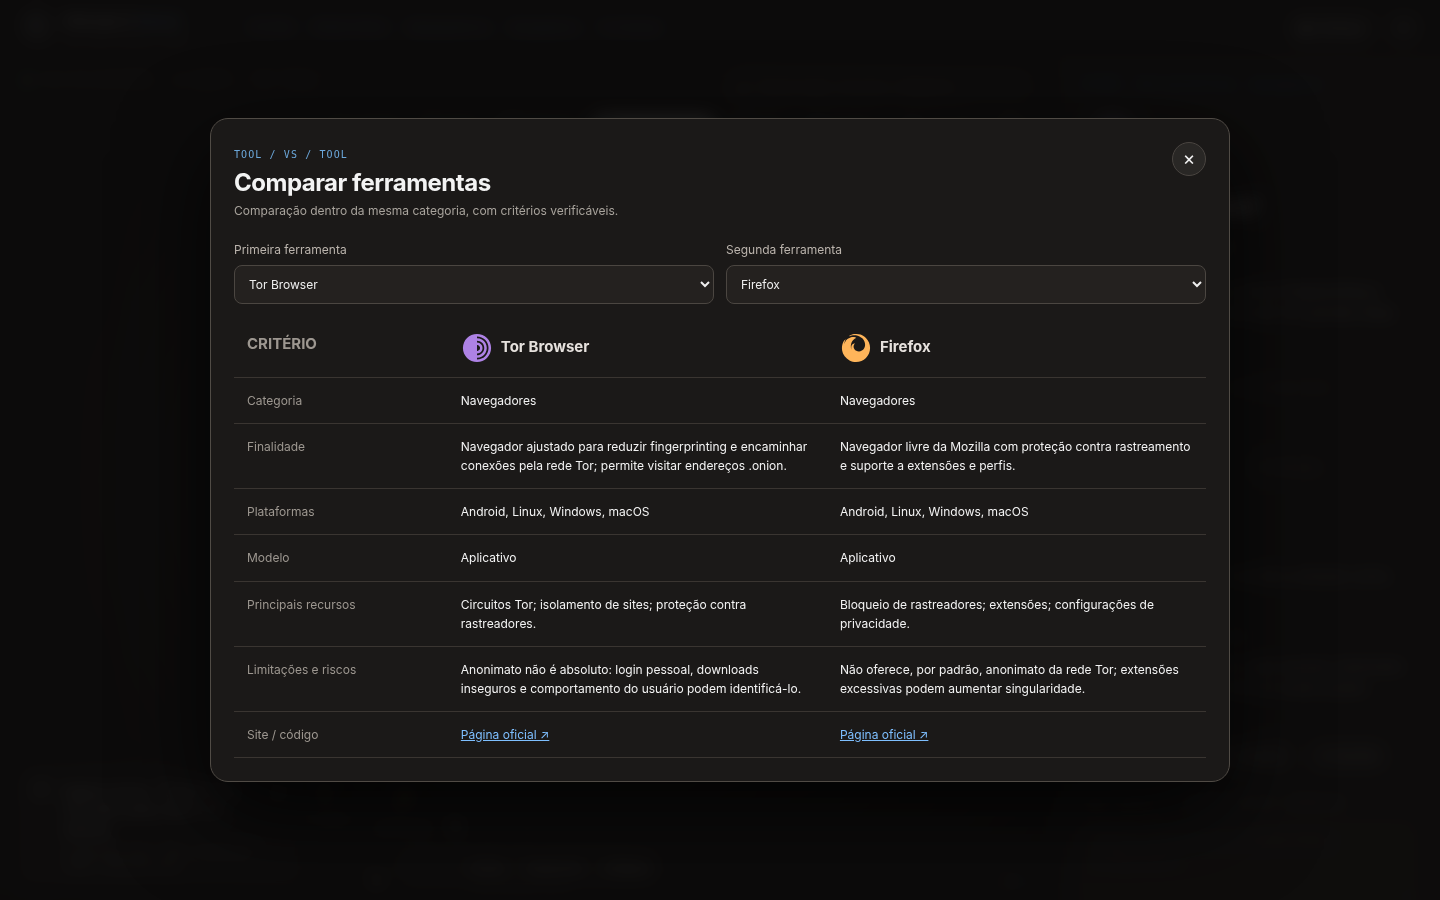 TOOL / VS / TOOL
Comparar ferramentas
Comparação dentro da mesma categoria, com critérios verificáveis.
Primeira ferramenta
Segunda ferramenta
Tor Browser
Firefox
CRITÉRIO
Tor Browser
Firefox
Categoria
Navegadores
Navegadores
Finalidade
Navegador ajustado para reduzir fingerprinting e encaminhar
conexões pela rede Tor; permite visitar endereços .onion.
Navegador livre da Mozilla com proteção contra rastreamento
e suporte a extensões e perfis.
Plataformas
Android, Linux, Windows, macOS
Android, Linux, Windows, macOS
Modelo
Aplicativo
Aplicativo
Principais recursos
Circuitos Tor; isolamento de sites; proteção contra
rastreadores.
Bloqueio de rastreadores; extensões; configurações de
privacidade.
Limitações e riscos
Anonimato não é absoluto: login pessoal, downloads
inseguros e comportamento do usuário podem identificá-lo.
Não oferece, por padrão, anonimato da rede Tor; extensões
excessivas podem aumentar singularidade.
Site / código
Página oficial ↗
Página oficial ↗